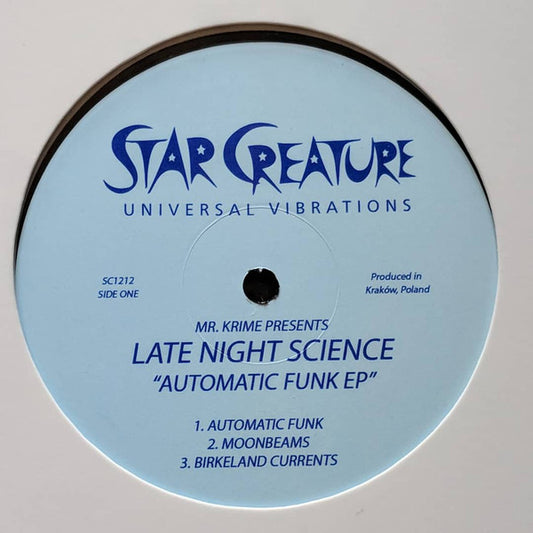 STAR CREATURE
UNIVERSAL VIBRATIONS
SC1212
SIDE ONE
Produced in
Kraków, Poland
MR. KRIME PRESENTS
LATE NIGHT SCIENCE
“AUTOMATIC FUNK EP”
1. AUTOMATIC FUNK
2. MOONBEAMS
3. BIRKELAND CURRENTS